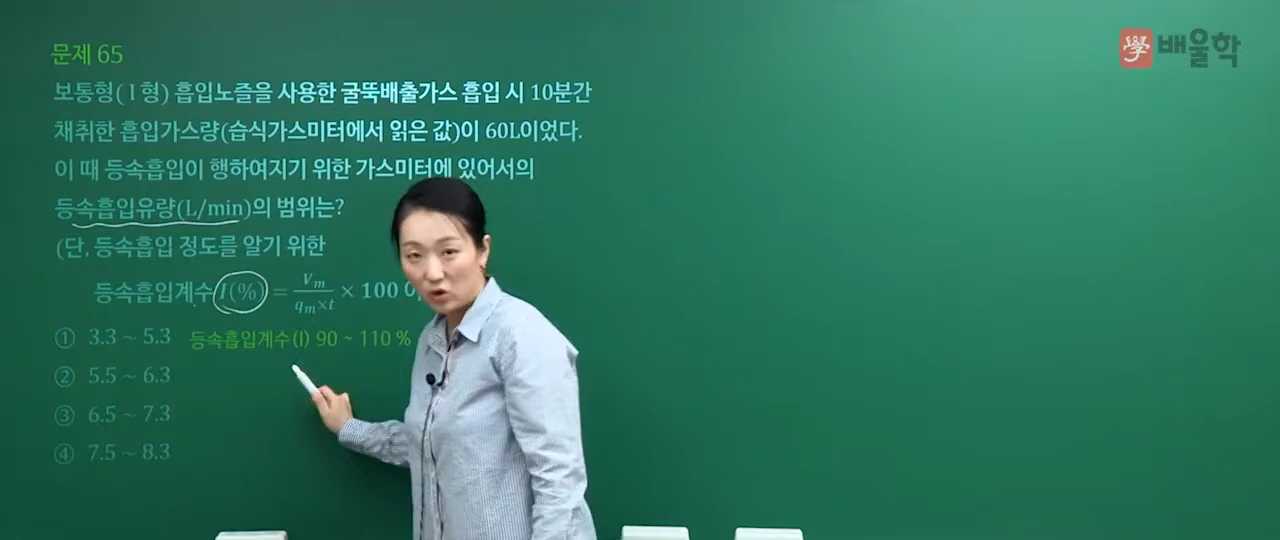 學 배울학
문제 65
보통형(Ⅰ형) 흡입노즐을 사용한 굴뚝배출가스 흡입 시 10분간
채취한 흡입가스량(습식가스미터에서 읽은 값)이 60L이었다.
이 때 등속흡입이 행하여지기 위한 가스미터에 있어서의
등속흡입유량(L/min)의 범위는?
(단, 등속흡입 정도를 알기 위한
등속흡입계수 I(%) = V_m / (q_m × t) × 100
① 3.3 ~ 5.3 등속흡입계수(I) 90 ~ 110 %
② 5.5 ~ 6.3
③ 6.5 ~ 7.3
④ 7.5 ~ 8.3